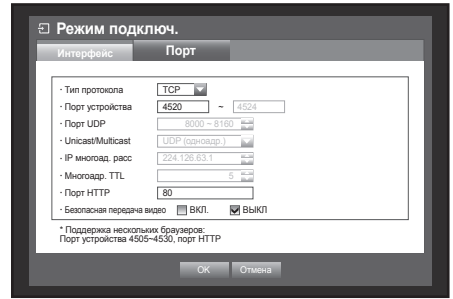 Режим подключ.
Интерфейс Порт
· Тип протокола TCP
· Порт устройства 4520 ~ 4524
· Порт UDP 8000 ~ 8160
· Unicast/Multicast UDP (одноадр.)
· IP многоад. расс 224.126.63.1
· Многоадр. TTL 5
· Порт HTTP 80
· Безопасная передача видео ВКЛ. ВЫКЛ
* Поддержка нескольких браузеров:
Порт устройства 4505~4530, порт HTTP
OK Отмена